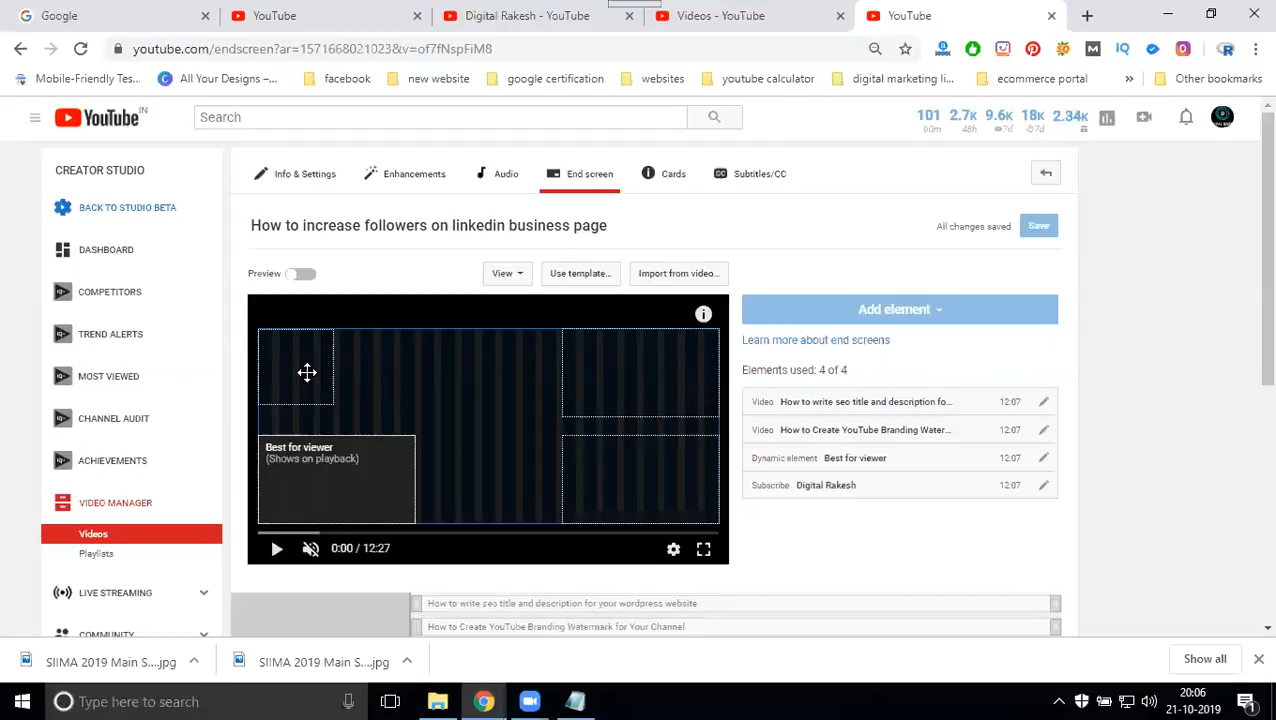 Google
YouTube
Digital Rakesh - YouTube
Videos - YouTube
YouTube
youtube.com/endscreen?ar=1571668021023&v=of7fNspFiM8
Mobile-Friendly Tes...
All Your Designs –...
facebook
new website
google certification
websites
youtube calculator
digital marketing li...
ecommerce portal
Other bookmarks
YouTube IN
Search
101 2.7K 9.6K 18K 2.34K
60m 48h 7d 7d
CREATOR STUDIO
BACK TO STUDIO BETA
DASHBOARD
COMPETITORS
TREND ALERTS
MOST VIEWED
CHANNEL AUDIT
ACHIEVEMENTS
VIDEO MANAGER
Videos
Playlists
LIVE STREAMING
COMMUNITY
Info & Settings
Enhancements
Audio
End screen
Cards
Subtitles/CC
How to increase followers on linkedin business page
All changes saved
Save
Preview
View
Use template...
Import from video...
Best for viewer
(Shows on playback)
0:00 / 12:27
Add element
Learn more about end screens
Elements used: 4 of 4
Video How to write seo title and description fo... 12:07
Video How to Create YouTube Branding Water... 12:07
Dynamic element Best for viewer 12:07
Subscribe Digital Rakesh 12:07
How to write seo title and description for your wordpress website
How to Create YouTube Branding Watermark for Your Channel
SIIMA 2019 Main S....jpg
SIIMA 2019 Main S....jpg
Show all
Type here to search
20:06
21-10-2019